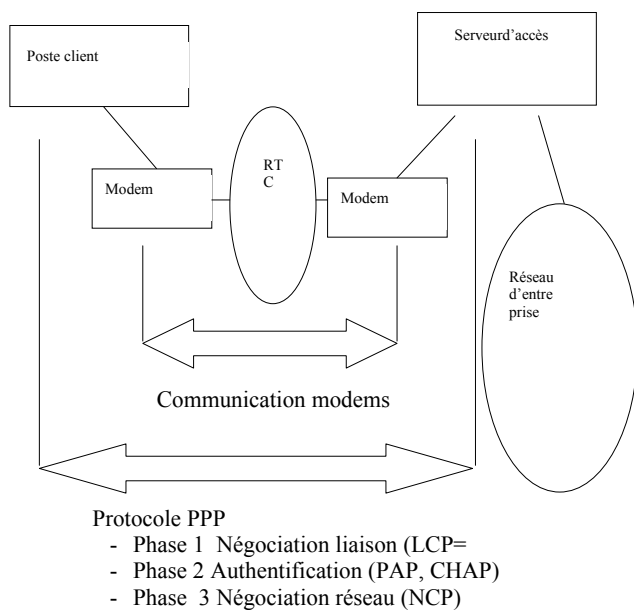 Serveurd'accès
Poste client
RT
C
Modem
Modem
Réseau
d'entre
prise
Communication modems
Protocole PPP
- Phase 1 Négociation liaison (LCP=
- Phase 2 Authentification (PAP, CHAP)
- Phase 3 Négociation réseau (NCP)